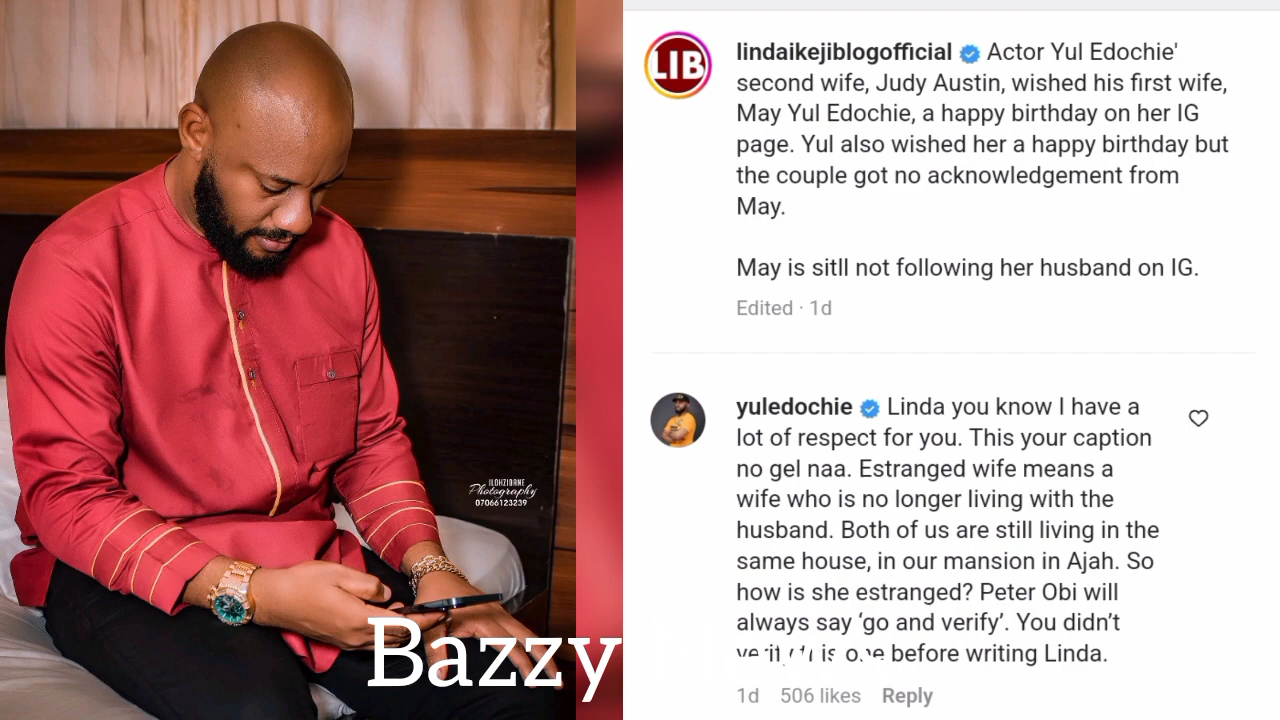 ILOHZIBANE
Photography
07066123239
Bazzy
LIB
lindaikejiblogofficial Actor Yul Edochie'
second wife, Judy Austin, wished his first wife,
May Yul Edochie, a happy birthday on her IG
page. Yul also wished her a happy birthday but
the couple got no acknowledgement from
May.
May is sitll not following her husband on IG.
Edited · 1d
yuledochie Linda you know I have a
lot of respect for you. This your caption
no gel naa. Estranged wife means a
wife who is no longer living with the
husband. Both of us are still living in the
same house, in our mansion in Ajah. So
how is she estranged? Peter Obi will
always say ‘go and verify’. You didn’t
before writing Linda.
1d 506 likes Reply